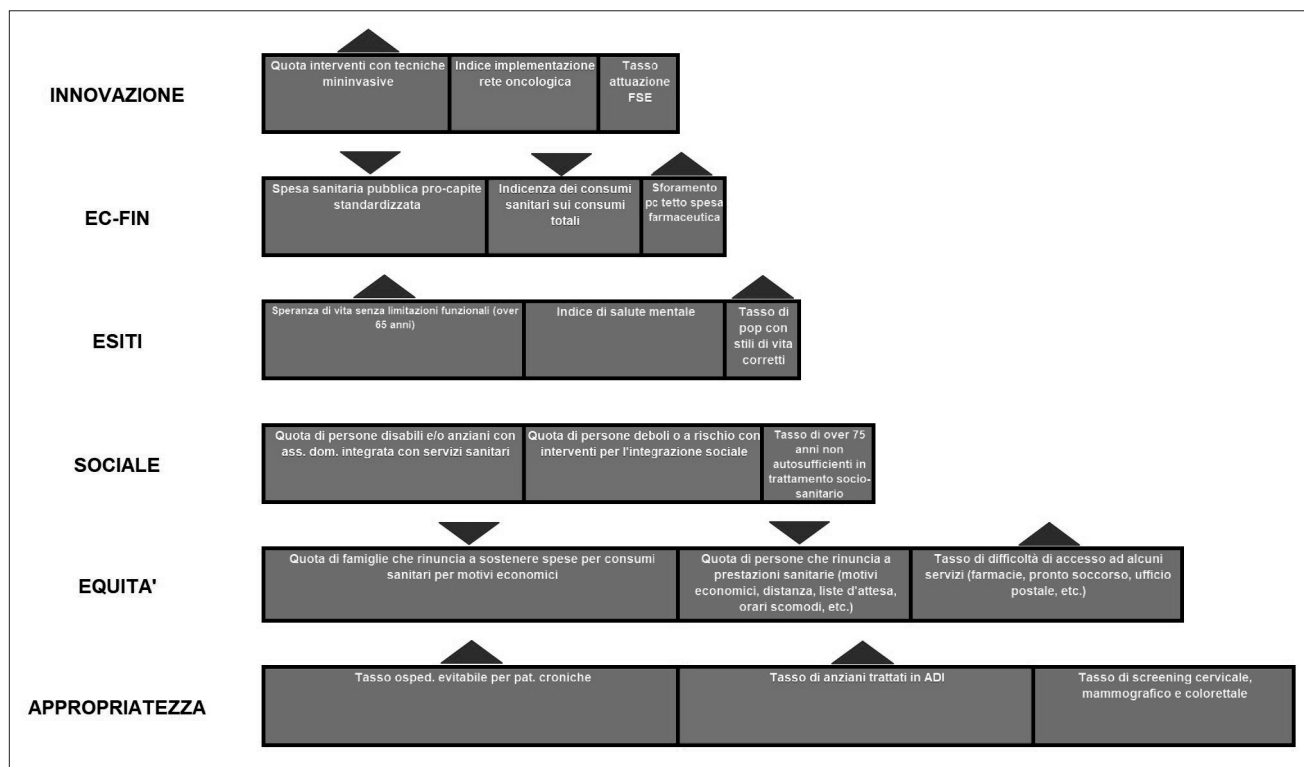 Quota interventi con tecniche
mininvasive
Indice implementazione
rete oncologica
Tasso
attuazione
FSE
INNOVAZIONE
Spesa sanitaria pubblica pro-capite
standardizzata
Indicenza dei consumi
sanitari sui consumi
totali
Sforamento
pc tetto spesa
farmaceutica
EC-FIN
Speranza di vita senza limitazioni funzionali (over
65 anni)
Indice di salute mentale
Tasso di
pop con
stili di vita
corretti
ESITI
Quota di persone disabili e/o anziani con
ass. dom. integrata con servizi sanitari
Quota di persone deboli o a rischio con
interventi per l'integrazione sociale
Tasso di over 75
anni non
autosufficienti in
trattamento socio-
sanitario
SOCIALE
Quota di famiglie che rinuncia a sostenere spese per consumi
sanitari per motivi economici
Quota di persone che rinuncia a
prestazioni sanitarie (motivi
economici, distanza, liste d'attesa,
orari scomodi, etc.)
Tasso di difficoltà di accesso ad alcuni
servizi (farmacie, pronto soccorso, ufficio
postale, etc.)
EQUITA'
Tasso osped. evitabile per pat. croniche
Tasso di anziani trattati in ADI
Tasso di screening cervicale,
mammografico e colorettale
APPROPRIATEZZA